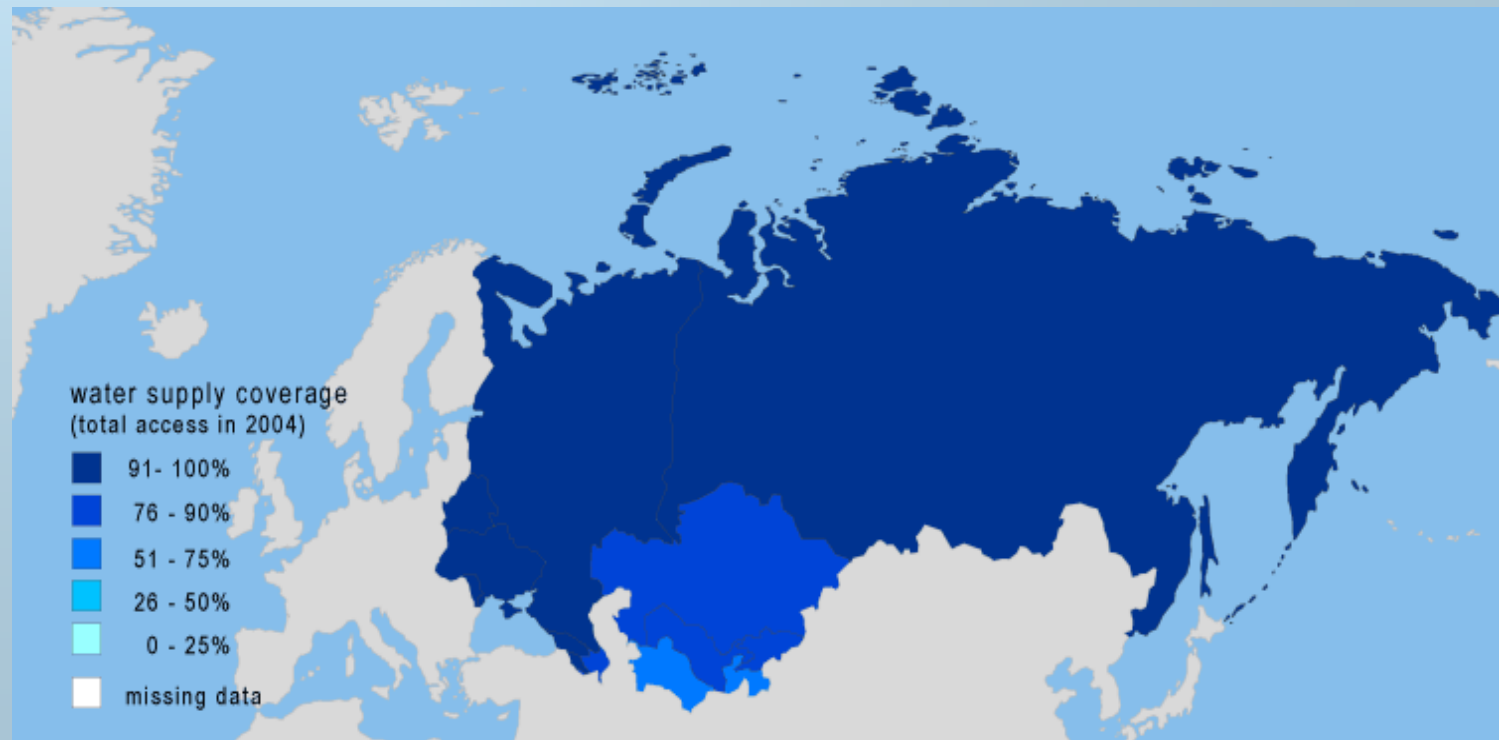 water supply coverage
(total access in 2004)
91- 100%
76 - 90%
51 - 75%
26 - 50%
0 - 25%
missing data